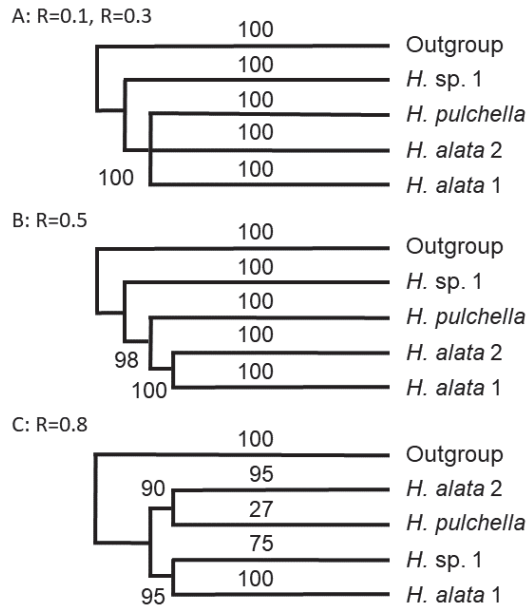 A: R=0.1, R=0.3
100
Outgroup
100
H. sp. 1
100
H. pulchella
100
H. alata 2
100
100
H. alata 1
B: R=0.5
100
Outgroup
100
H. sp. 1
100
H. pulchella
100
98
H. alata 2
100
100
H. alata 1
C: R=0.8
100
Outgroup
95
90
H. alata 2
27
H. pulchella
75
H. sp. 1
100
95
H. alata 1